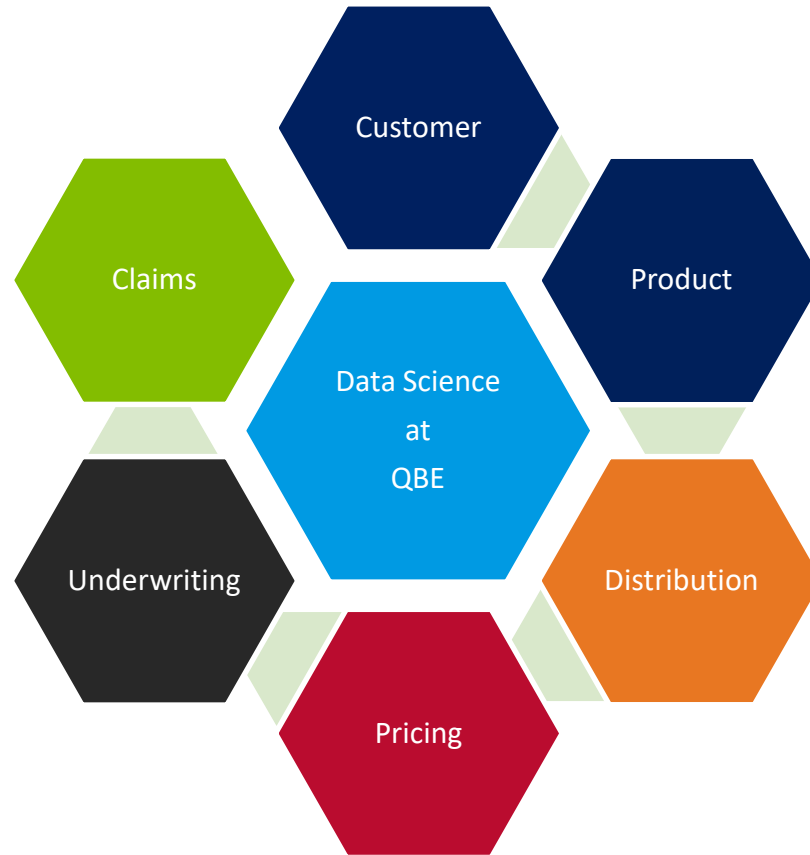 Customer
Claims
Product
Data Science
at
QBE
Underwriting
Distribution
Pricing